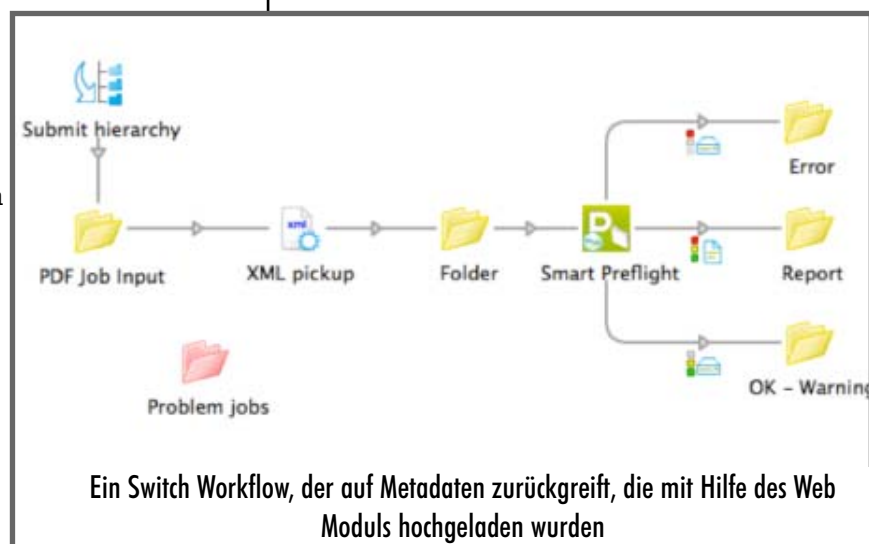 Submit hierarchy
Error
PDF Job Input
XML pickup
Folder
Smart Preflight
Report
Problem jobs
OK - Warning
Ein Switch Workflow, der auf Metadaten zurückgreift, die mit Hilfe des Web
Moduls hochgeladen wurden